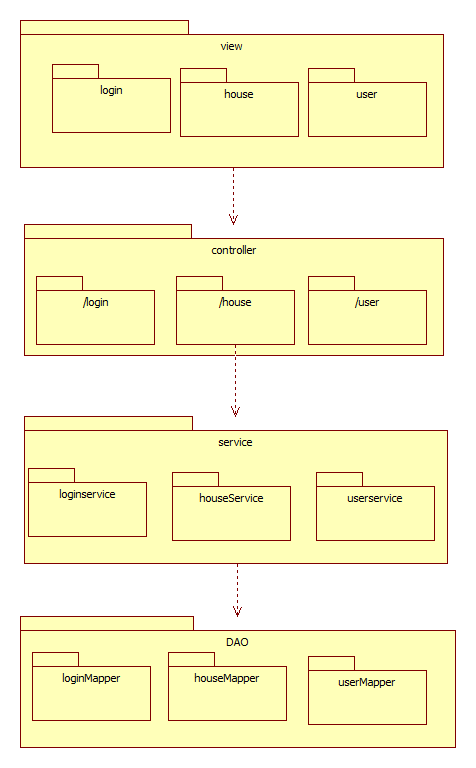 view
login
house
user
controller
/login
/house
/user
service
loginservice
houseService
userservice
DAO
loginMapper
houseMapper
userMapper